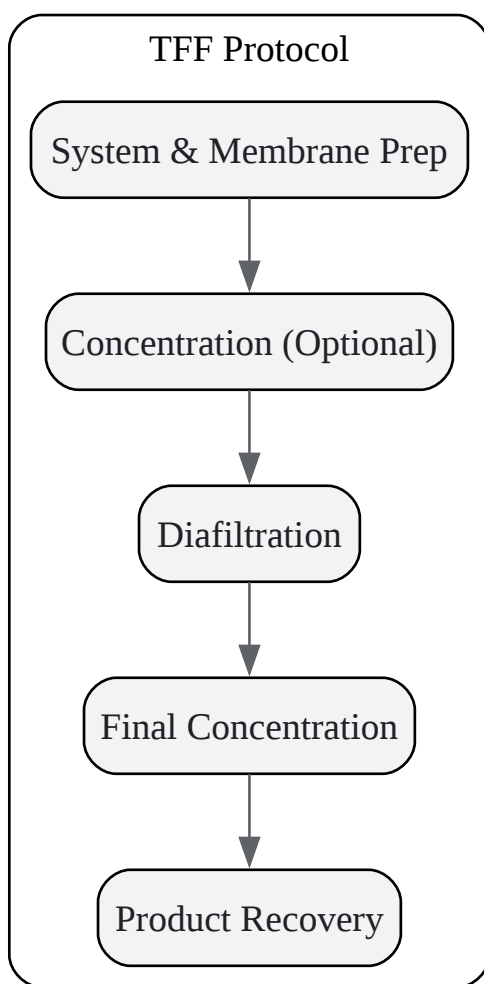 TFF Protocol
System & Membrane Prep
Concentration (Optional)
Diafiltration
Final Concentration
Product Recovery